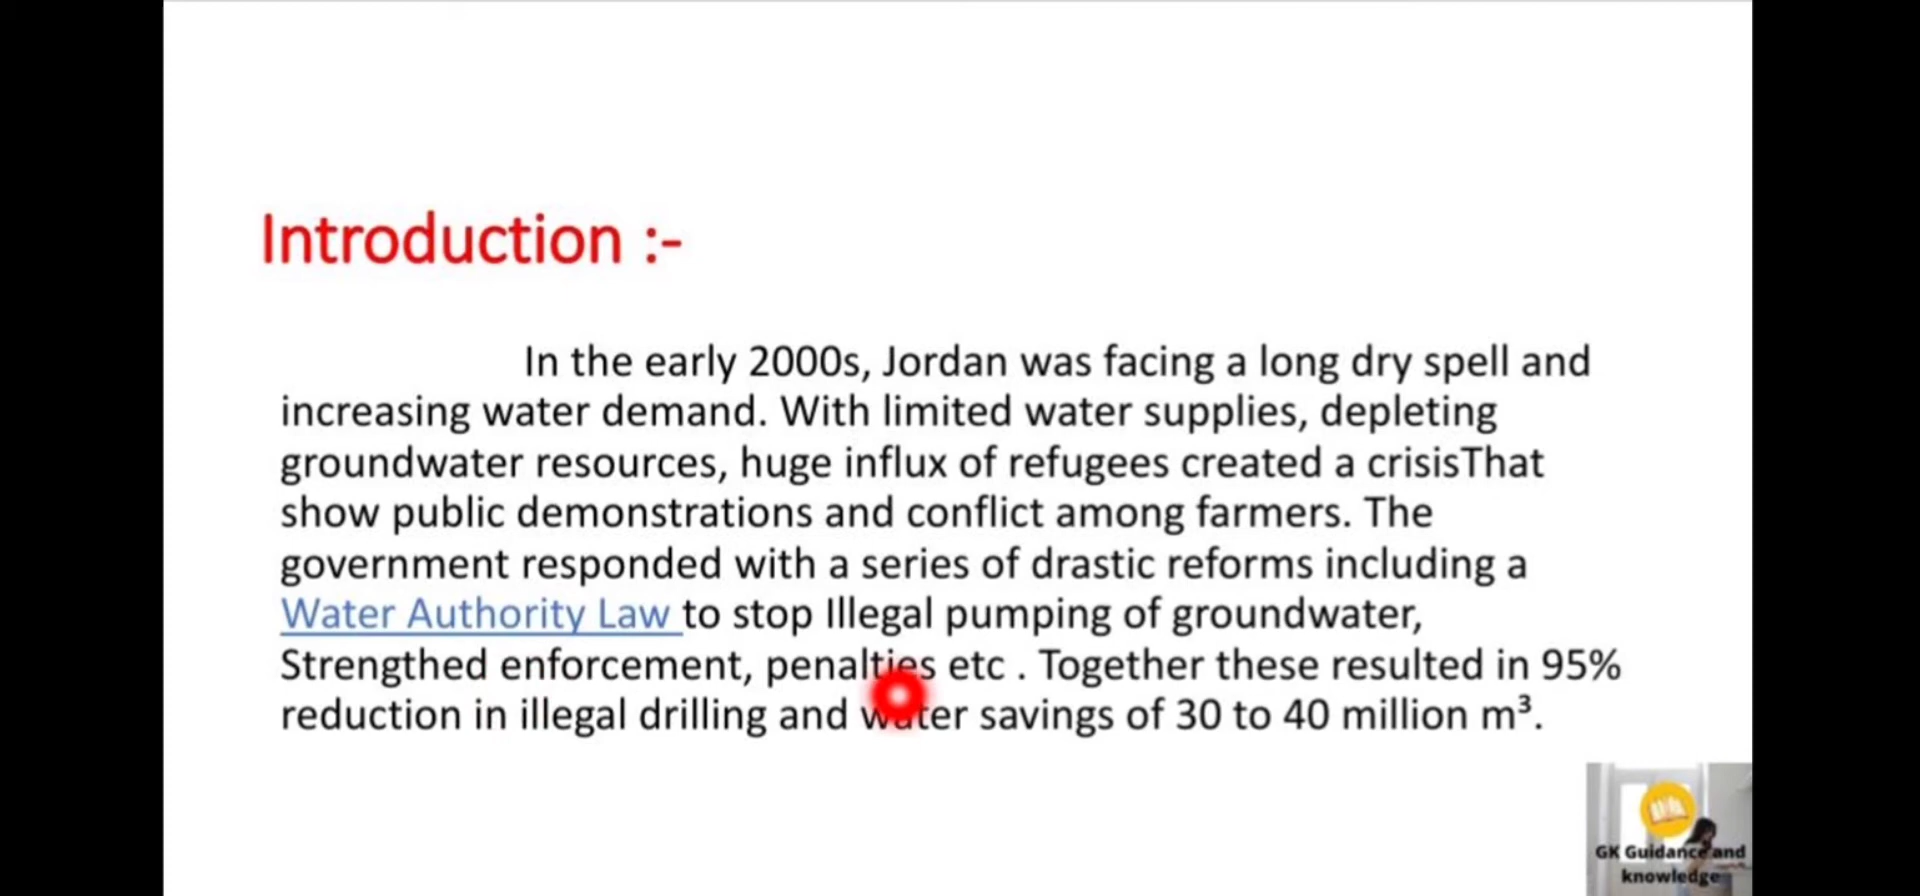 Introduction :-
In the early 2000s, Jordan was facing a long dry spell and
increasing water demand. With limited water supplies, depleting
groundwater resources, huge influx of refugees created a crisisThat
show public demonstrations and conflict among farmers. The
government responded with a series of drastic reforms including a
Water Authority Law to stop Illegal pumping of groundwater,
Strengthed enforcement, penalties etc . Together these resulted in 95%
reduction in illegal drilling and water savings of 30 to 40 million m³.
GK Guidance and
knowledge